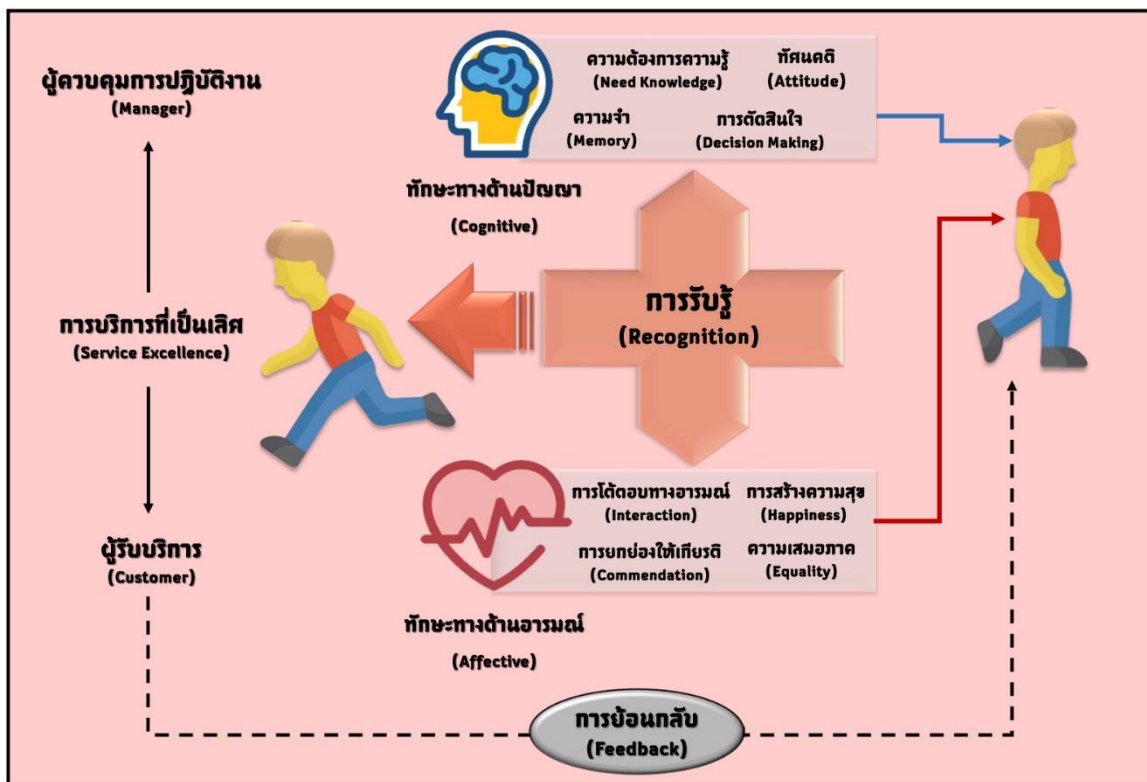 ผู้ควบคุมการปฏิบัติงาน
(Manager)
การบริการที่เป็นเลิศ
(Service Excellence)
ผู้รับบริการ
(Customer)
ความต้องการความรู้
(Need Knowledge)
ทัศนคติ
(Attitude)
ความจำ
(Memory)
การตัดสินใจ
(Decision Making)
ทักษะทางด้านปัญญา
(Cognitive)
การรับรู้
(Recognition)
การโต้ตอบทางอารมณ์
(Interaction)
การสร้างความสุข
(Happiness)
การยกย่องให้เกียรติ
(Commendation)
ความเสมอภาค
(Equality)
ทักษะทางด้านอารมณ์
(Affective)
การย้อนกลับ
(Feedback)